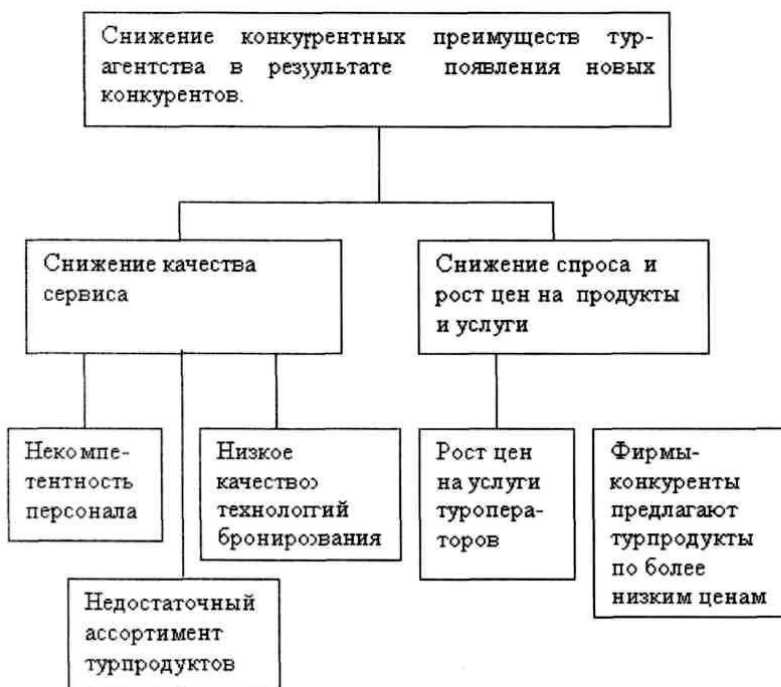 Снижение конкурентных преимуществ тур-
агентства в результате появления новых
конкурентов.
Снижение качества
сервиса
Снижение спроса и
рост цен на продукты
и услуги
Некомпе-
тентность
персонала
Низкое
качество
технологий
бронирования
Рост цен
на услуги
туропера-
торов
Фирмы-
конкуренты
предлагают
турпродукты
по более
низким ценам
Недостаточный
ассортимент
турпродуктов